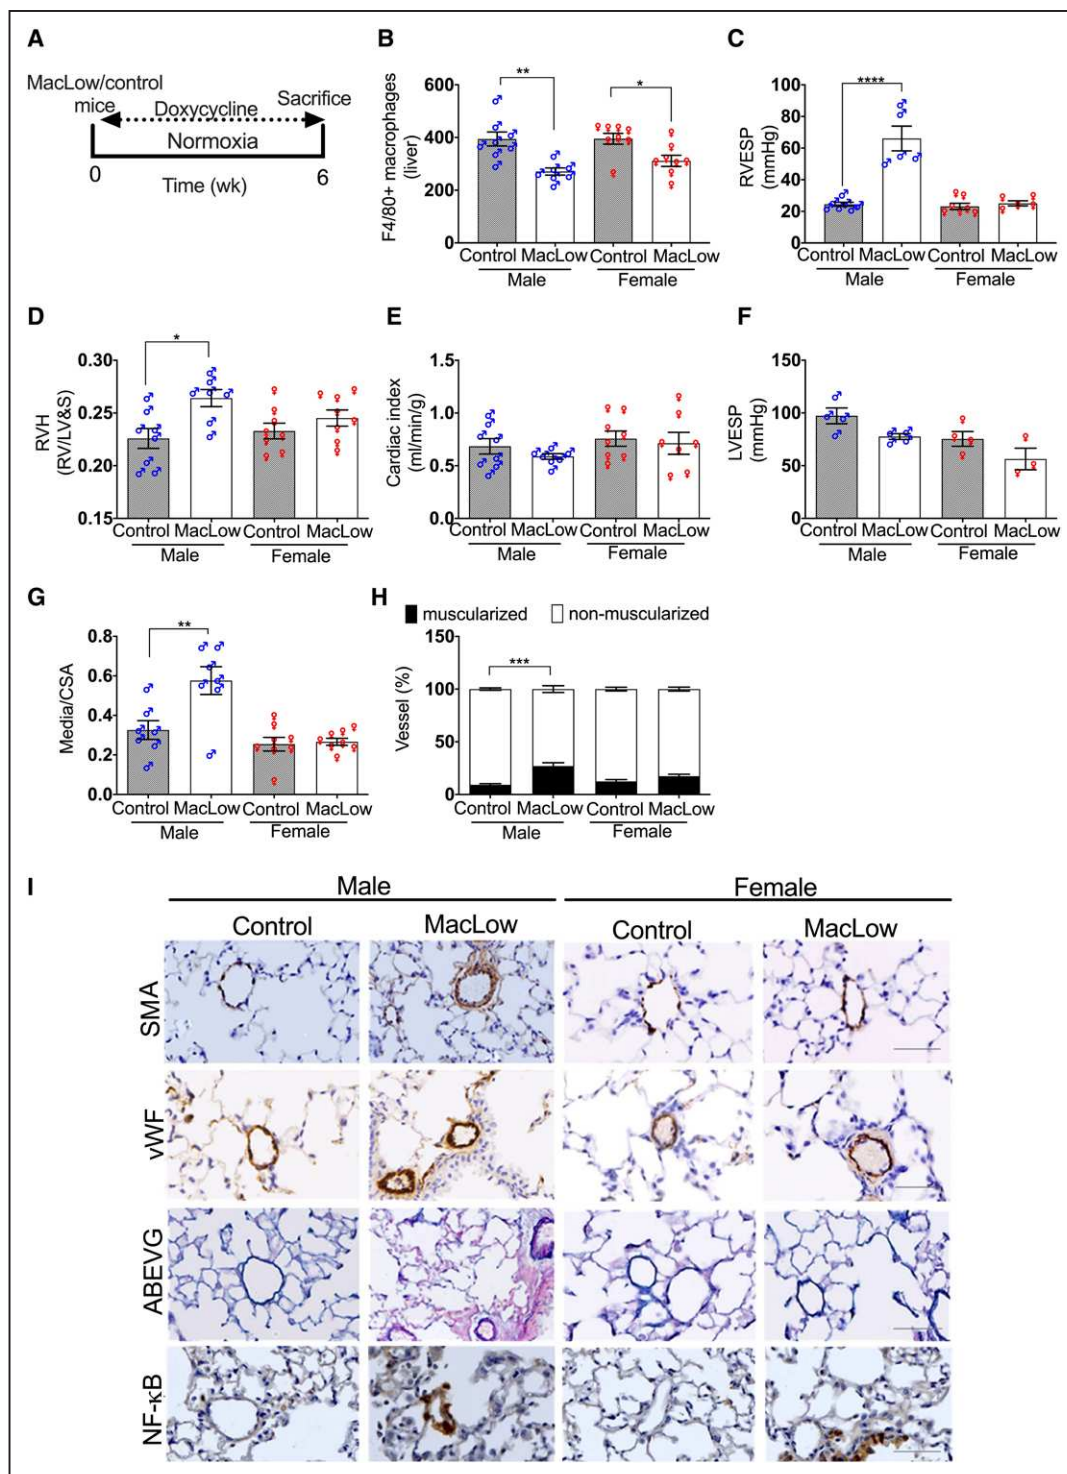 A
MacLow/control
mice
Doxycycline
Sacrifice
Normoxia
0
Time (wk)
6
B
F4/80+ macrophages
(liver)
600
400
200
0
**
*
Control MacLow Control MacLow
Male Female
C
RVESP
(mmHg)
100
80
60
40
20
0
****
Control MacLow Control MacLow
Male Female
D
RVH
(RV/LV&S)
0.30
0.25
0.20
0.15
*
Control MacLow Control MacLow
Male Female
E
Cardiac index
(ml/min/g)
1.5
1.0
0.5
0.0
Control MacLow Control MacLow
Male Female
F
LVESP
(mmHg)
150
100
50
0
Control MacLow Control MacLow
Male Female
G
Media/CSA
0.8
0.6
0.4
0.2
0.0
**
Control MacLow Control MacLow
Male Female
H
muscularized non-muscularized
Vessel (%)
150
100
50
0
***
Control MacLow Control MacLow
Male Female
I
Male Female
Control MacLow Control MacLow
SMA
vWF
ABEVG
NF-κB